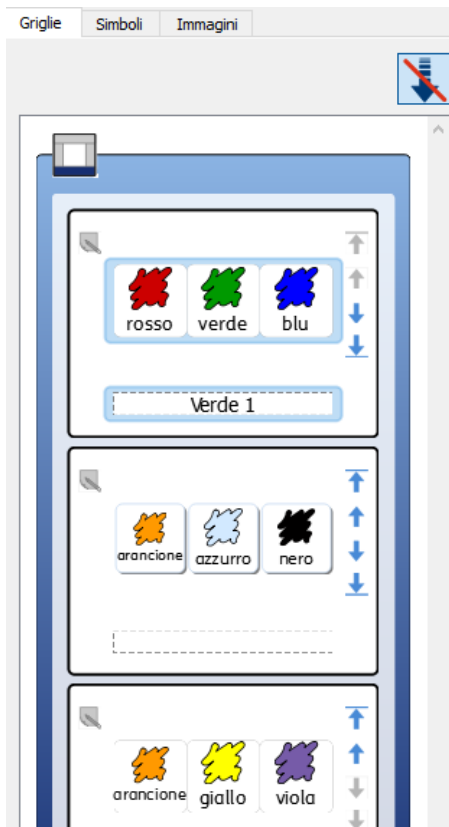 Griglie Simboli Immagini
rosso verde blu
Verde 1
arancione azzurro nero
arancione giallo viola